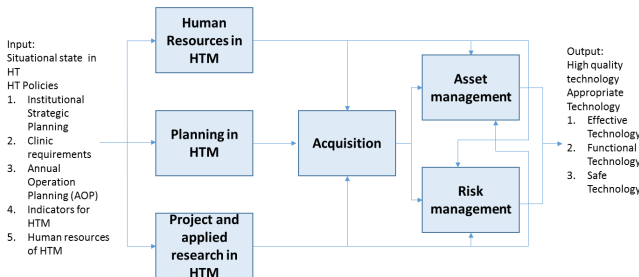 Input:
Situational state in
HT
HT Policies
1. Institutional
Strategic
Planning
2. Clinic
requirements
3. Annual
Operation
Planning (AOP)
4. Indicators for
HTM
5. Human resources
of HTM
Human
Resources in
HTM
Planning in
HTM
Project and
applied
research in
HTM
Acquisition
Asset
management
Risk
management
Output:
High quality
technology
Appropriate
Technology
1. Effective
Technology
2. Functional
Technology
3. Safe
Technology